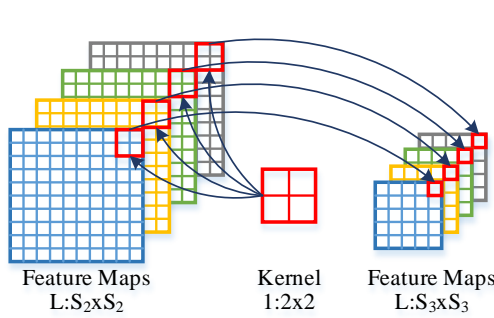 Feature Maps
L:S₂xS₂
Kernel
1:2x2
Feature Maps
L:S₃xS₃